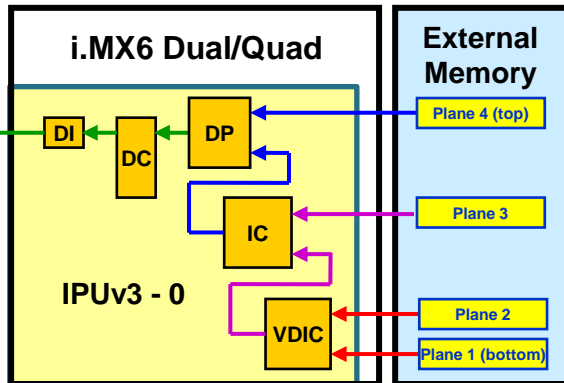 i.MX6 Dual/Quad
External
Memory
DI
DC
DP
Plane 4 (top)
IC
Plane 3
IPUv3 - 0
VDIC
Plane 2
Plane 1 (bottom)